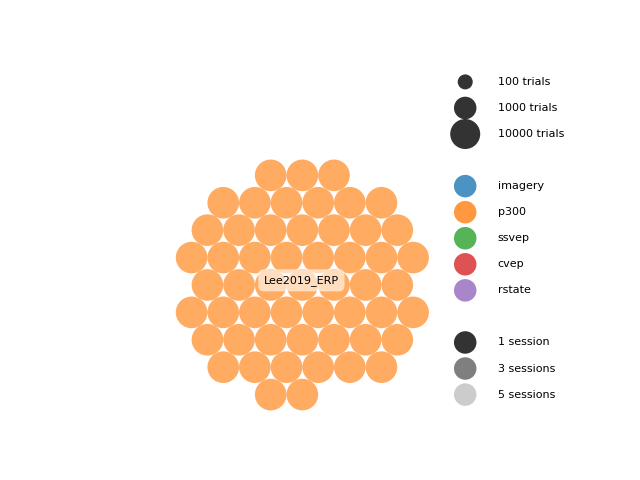 100 trials
1000 trials
10000 trials
imagery
p300
ssvep
cvep
rstate
1 session
3 sessions
5 sessions
Lee2019_ERP